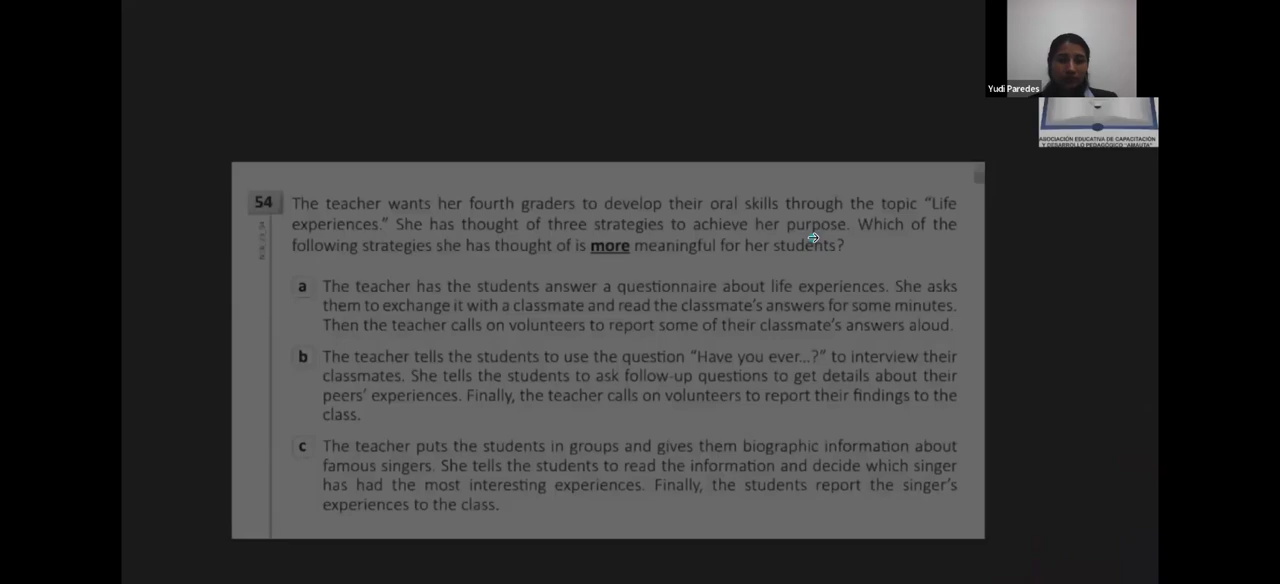 Yudi Paredes
ASOCIACIÓN EDUCATIVA DE CAPACITACIÓN
Y DESARROLLO PEDAGÓGICO "AMAUTA"
54 The teacher wants her fourth graders to develop their oral skills through the topic “Life
experiences.” She has thought of three strategies to achieve her purpose. Which of the
following strategies she has thought of is more meaningful for her students?
a The teacher has the students answer a questionnaire about life experiences. She asks
them to exchange it with a classmate and read the classmate’s answers for some minutes.
Then the teacher calls on volunteers to report some of their classmate’s answers aloud.
b The teacher tells the students to use the question “Have you ever...?” to interview their
classmates. She tells the students to ask follow-up questions to get details about their
peers’ experiences. Finally, the teacher calls on volunteers to report their findings to the
class.
c The teacher puts the students in groups and gives them biographic information about
famous singers. She tells the students to read the information and decide which singer
has had the most interesting experiences. Finally, the students report the singer’s
experiences to the class.